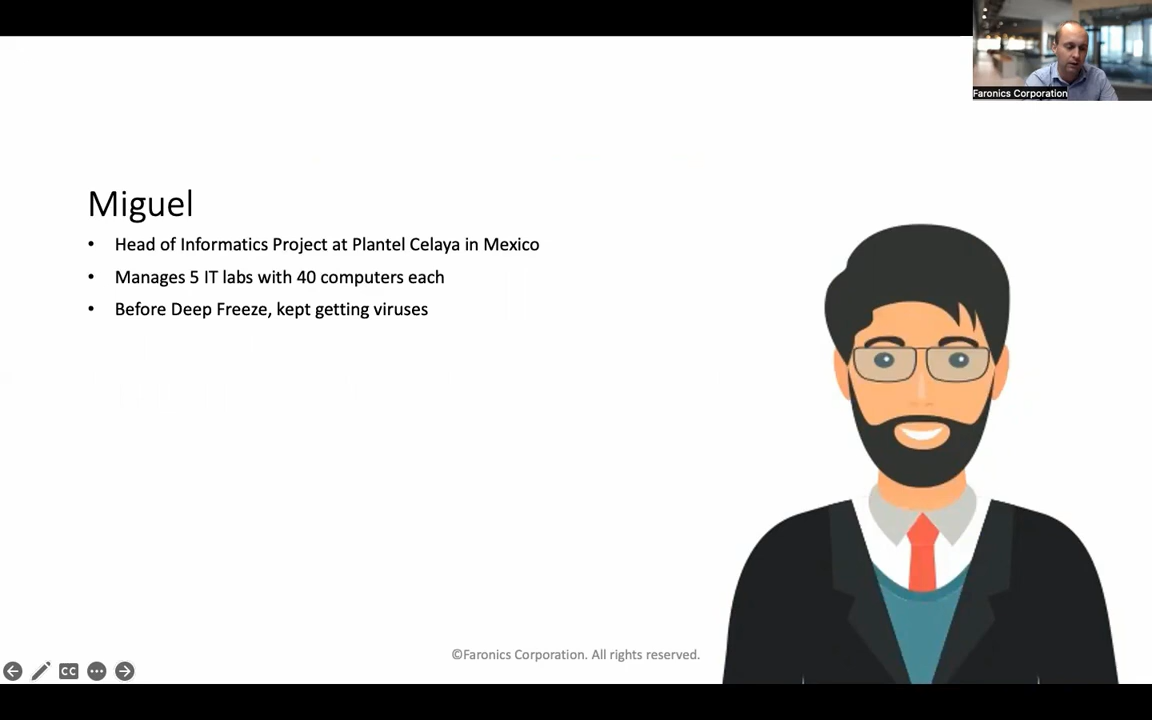 Faronics Corporation
Miguel
• Head of Informatics Project at Plantel Celaya in Mexico
• Manages 5 IT labs with 40 computers each
• Before Deep Freeze, kept getting viruses
©Faronics Corporation. All rights reserved.
CC